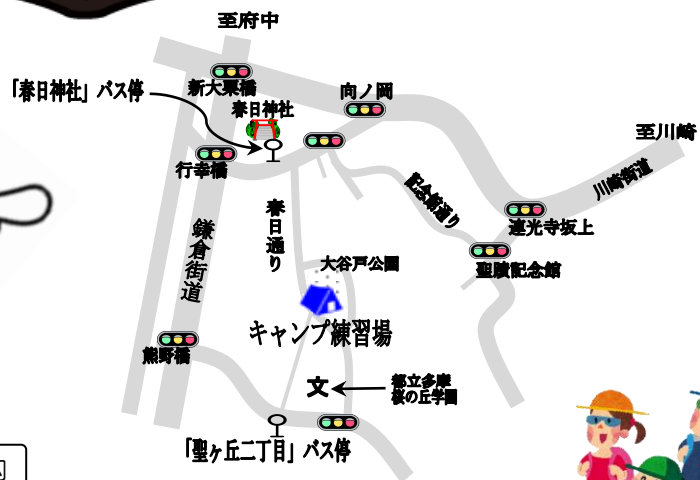 至府中
新大栗橋
「春日神社」バス停
春日神社
向ノ岡
至川崎
行幸橋
川崎街道
記念館通り
春日通り
連光寺坂上
鎌倉街道
大谷戸公園
聖蹟記念館
キャンプ練習場
熊野橋
文
都立多摩
桜の丘学園
「聖ヶ丘二丁目」バス停